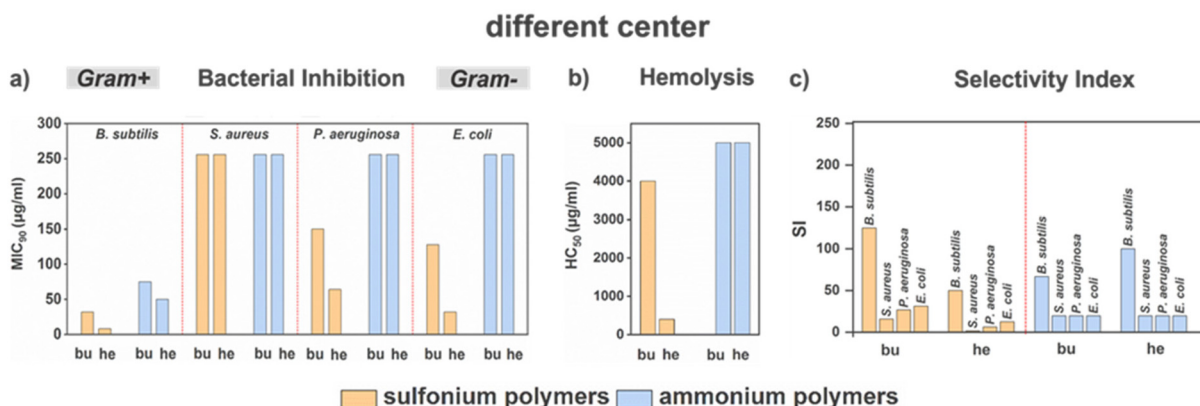 different center
a) Gram+ Bacterial Inhibition Gram- b) Hemolysis c) Selectivity Index
B. subtilis S. aureus P. aeruginosa E. coli
MIC90 (μg/ml)
300
250
200
150
100
50
0
bu he bu he bu he bu he bu he bu he bu he bu he
HC50 (μg/ml)
5000
4000
3000
2000
1000
0
bu he bu he
SI
250
200
150
100
50
0
B. subtilis
S. aureus
P. aeruginosa
E. coli
B. subtilis
S. aureus
P. aeruginosa
E. coli
B. subtilis
S. aureus
P. aeruginosa
E. coli
B. subtilis
S. aureus
P. aeruginosa
E. coli
bu he bu he
sulfonium polymers ammonium polymers